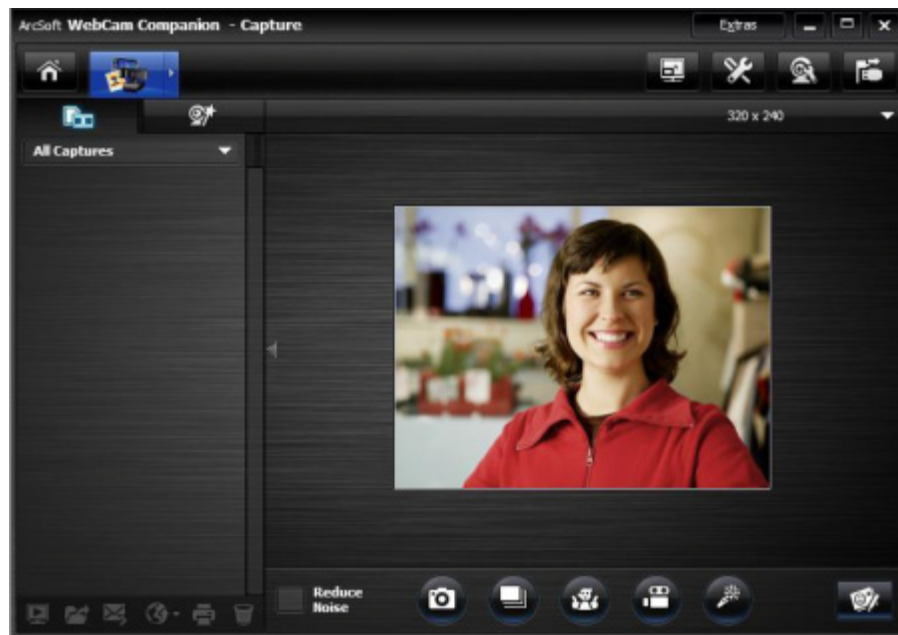 ArcSoft WebCam Companion - Capture
Extras
320 x 240
All Captures
Reduce
Noise